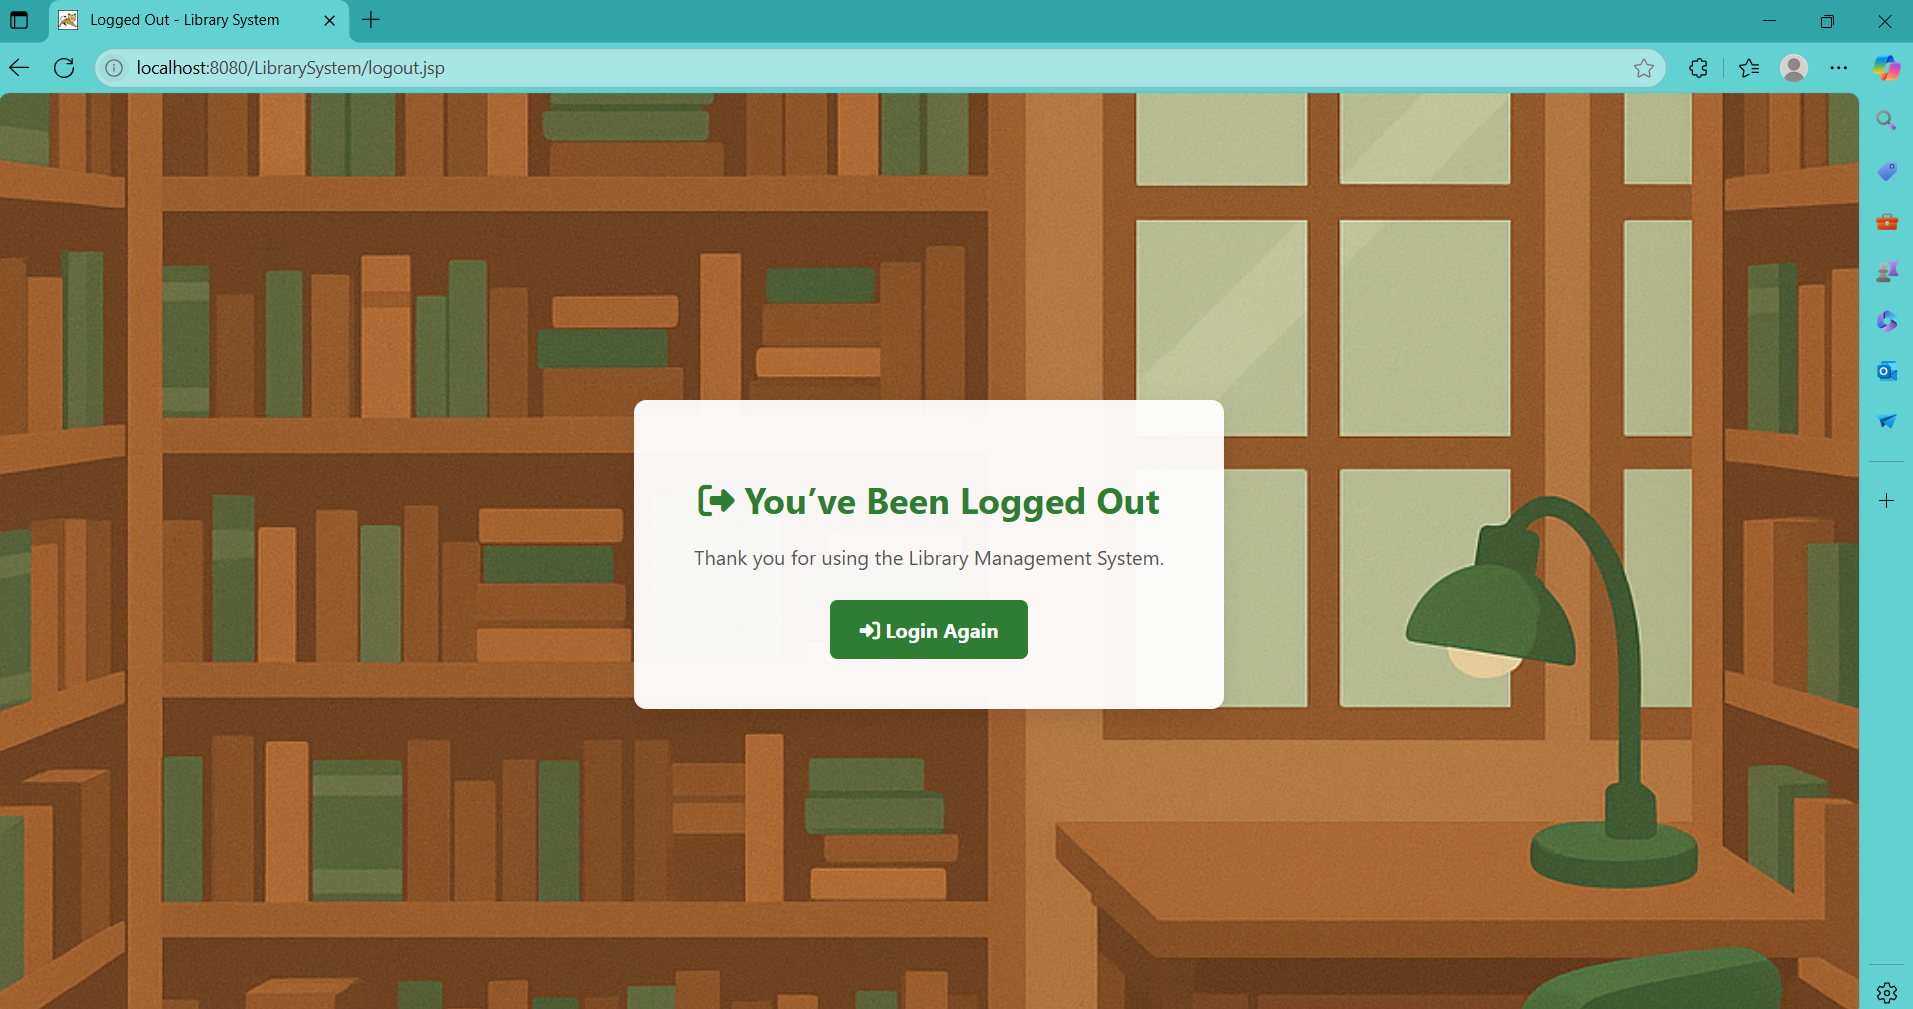 Logged Out - Library System
localhost:8080/LibrarySystem/logout.jsp
You’ve Been Logged Out
Thank you for using the Library Management System.
Login Again